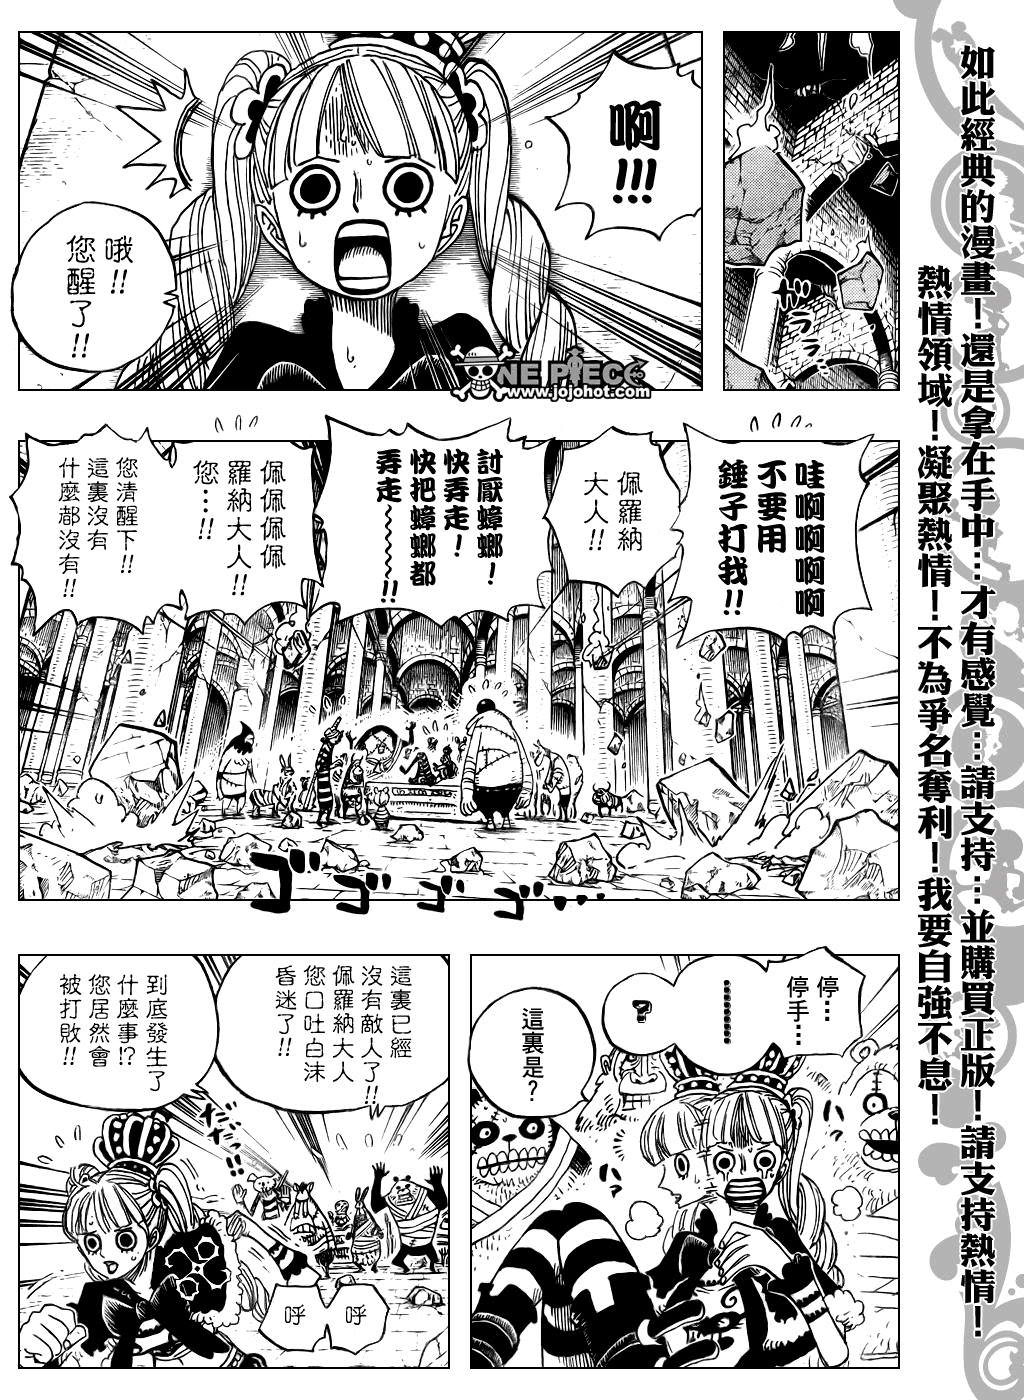 如此經典的漫畫！還是拿在手中…才有感覺…請支持…並購買正版！請支持熱情！
熱情領域！凝聚熱情！不為爭名奪利！我要自強不息！
ガラララ
啊!!!
哦!!
您醒了!!
ONE PIECE
www.jojohot.com
哇啊啊啊啊
不要用
錘子打我!!
佩羅納
大人!!
討厭蟑螂！
快弄走！
快把蟑螂都
弄走～～～
佩佩佩佩
羅納大人!!
您…!!
您清醒下!!
這裏沒有
什麼都沒有!!
ゴゴゴゴ…
停…
停手…
…………
?
這裏是?
這裏已經
沒有敵人了!!
佩羅納大人
您口吐白沫
昏迷了!!
到底發生了
什麼事!?
您居然會
被打敗!!
だだっ!!
呼
呼